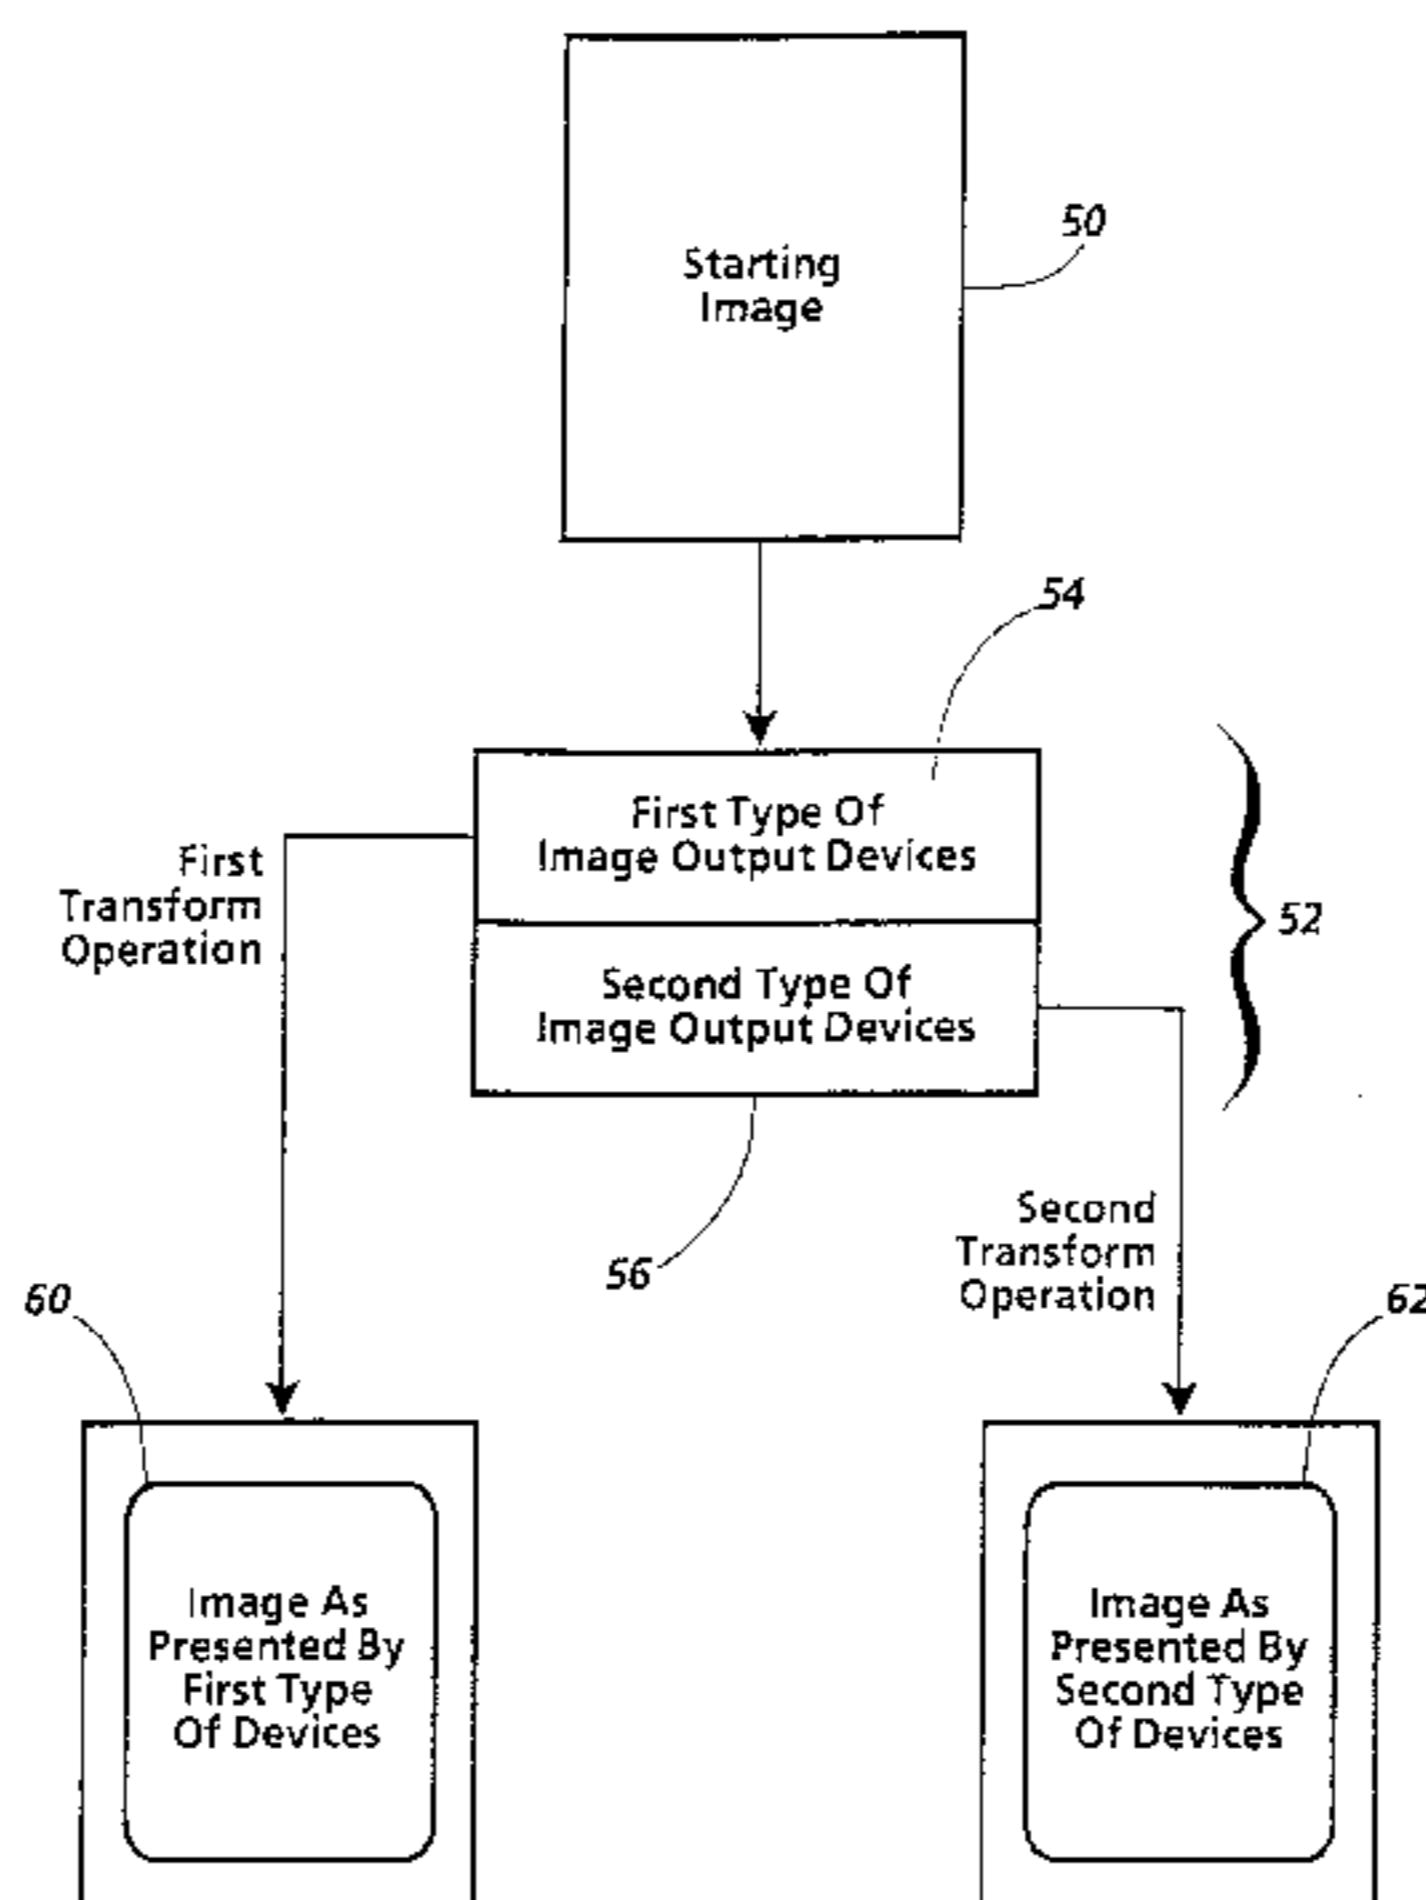 Starting
Image
50
54
First Type Of
Image Output Devices
First
Transform
Operation
52
Second Type Of
Image Output Devices
Second
Transform
Operation
56
60
62
Image As
Presented By
First Type
Of Devices
Image As
Presented By
Second Type
Of Devices